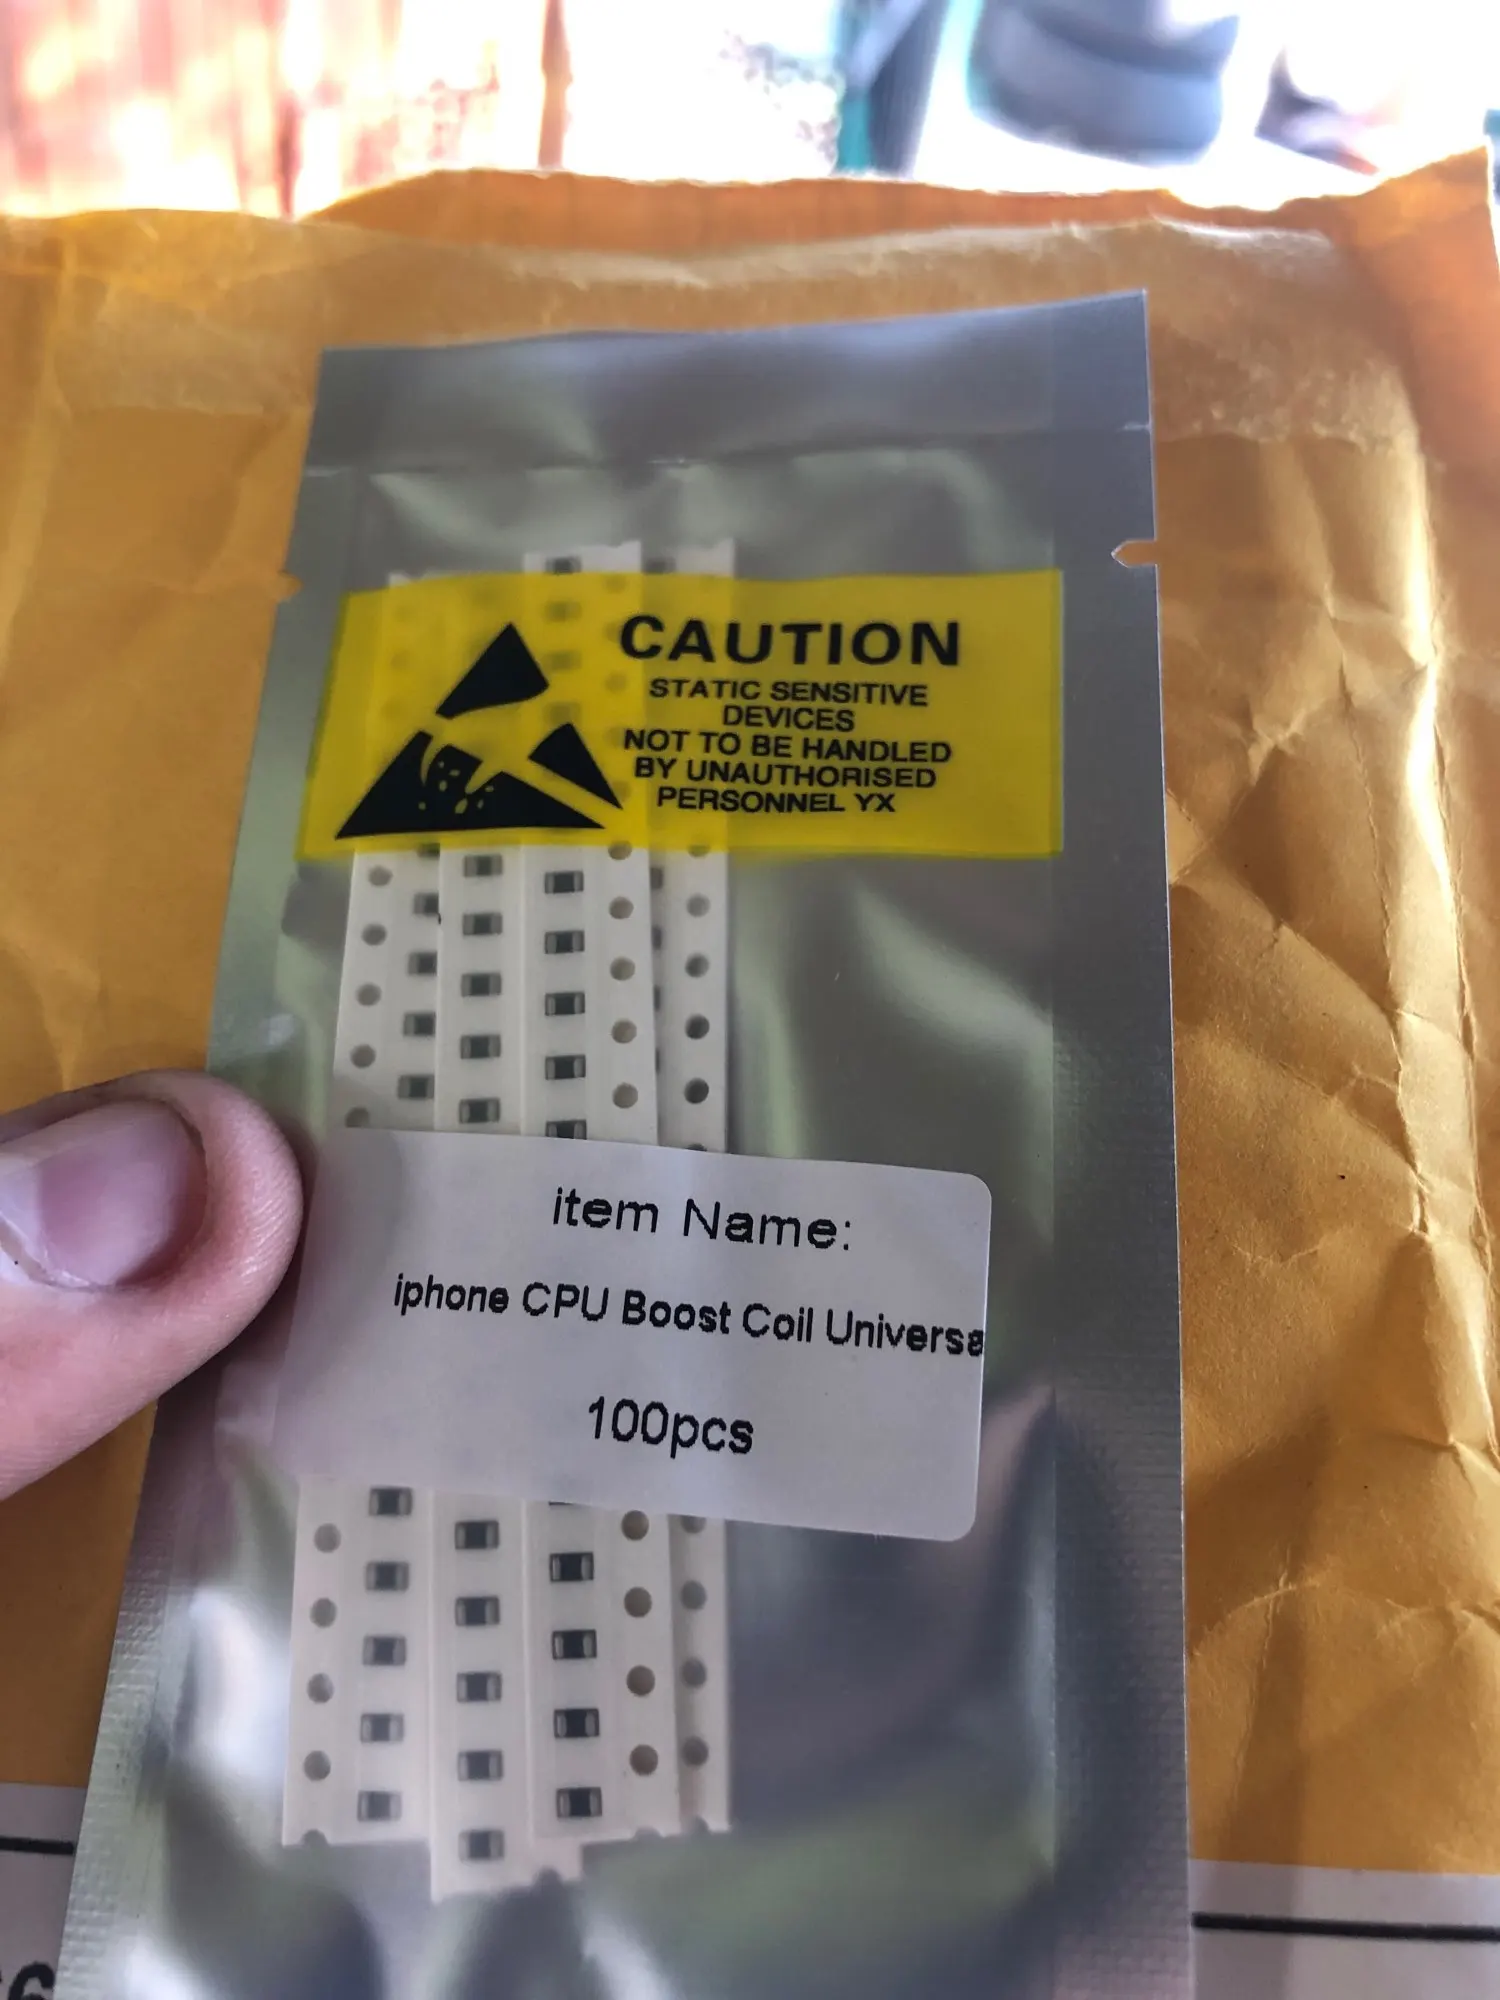 CAUTION
STATIC SENSITIVE
DEVICES
NOT TO BE HANDLED
BY UNAUTHORISED
PERSONNEL YX
item Name:
iphone CPU Boost Coil Universa
100pcs